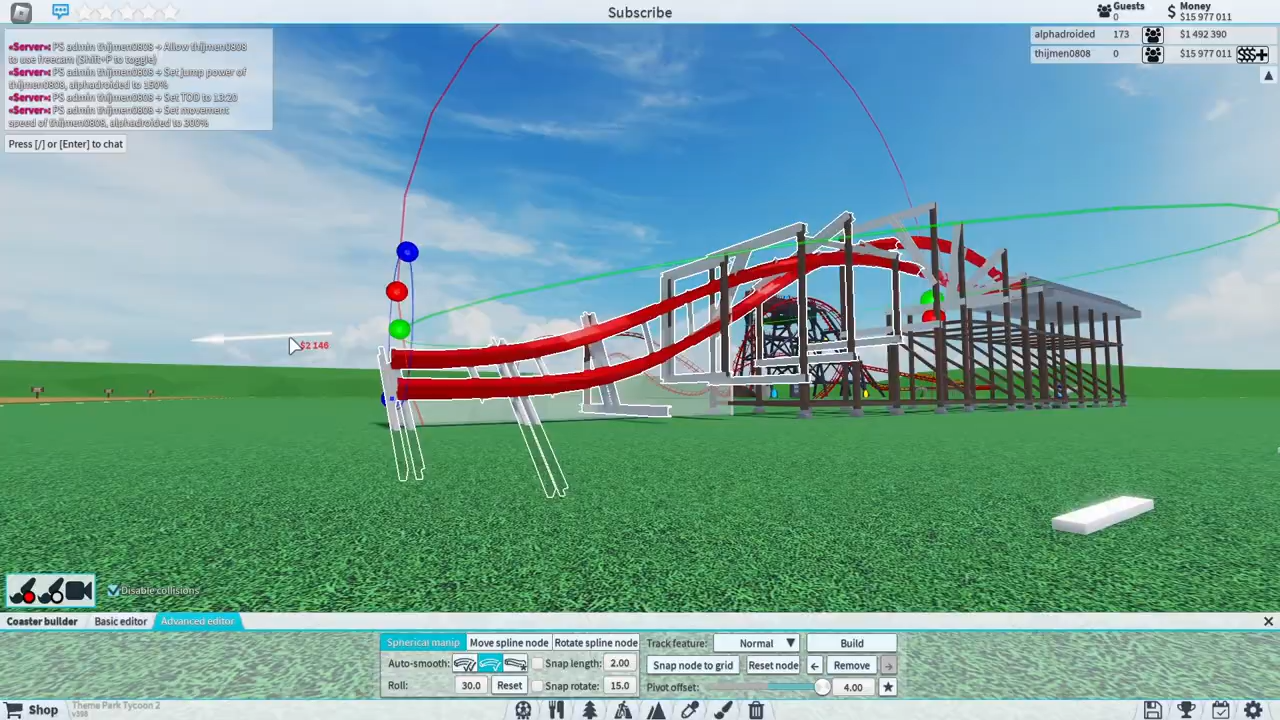 Subscribe
Guests
0
Money
$15 977 011
alphadroided 173 $1 492 390
thijmen0808 0 $15 977 011 $$$+
«Server»: PS admin thijmen0808 → Allow thijmen0808
to use freecam (Shift+P to toggle)
«Server»: PS admin thijmen0808 → Set jump power of
thijmen0808, alphadroided to 150%
«Server»: PS admin thijmen0808 → Set TOD to 13:20
«Server»: PS admin thijmen0808 → Set movement
speed of thijmen0808, alphadroided to 300%
Press [/] or [Enter] to chat
$2 146
Disable collisions
Coaster builder Basic editor Advanced editor
Spherical manip Move spline node Rotate spline node Track feature: Normal Build
Auto-smooth: Snap length: 2.00 Snap node to grid Reset node Remove
Roll: 30.0 Reset Snap rotate: 15.0 Pivot offset: 4.00
Shop
Theme Park Tycoon 2